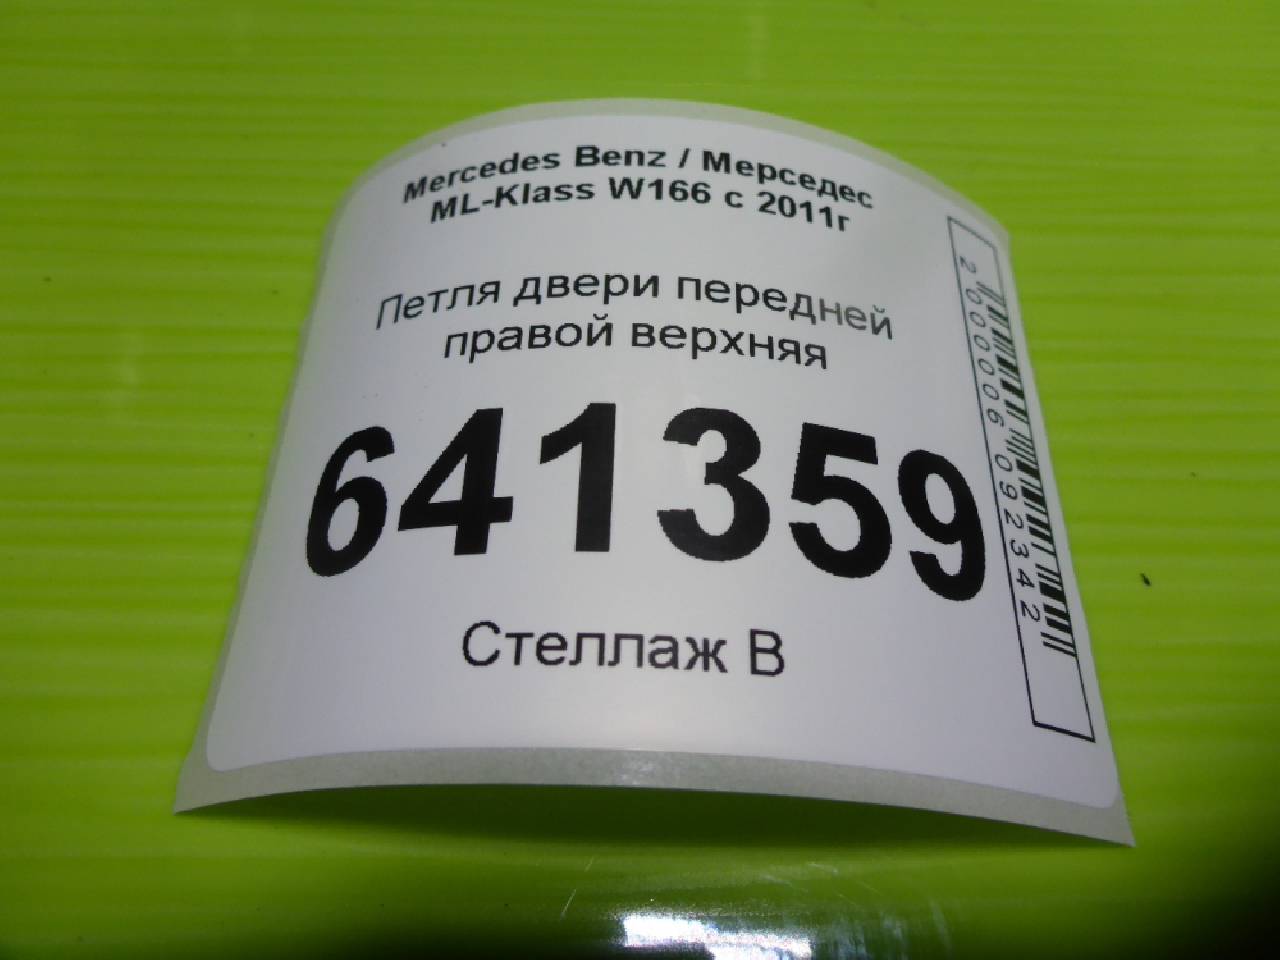 Mercedes Benz / Мерседес
ML-Klass W166 с 2011г
Петля двери передней
правой верхняя
641359
Стеллаж В
2000006092342